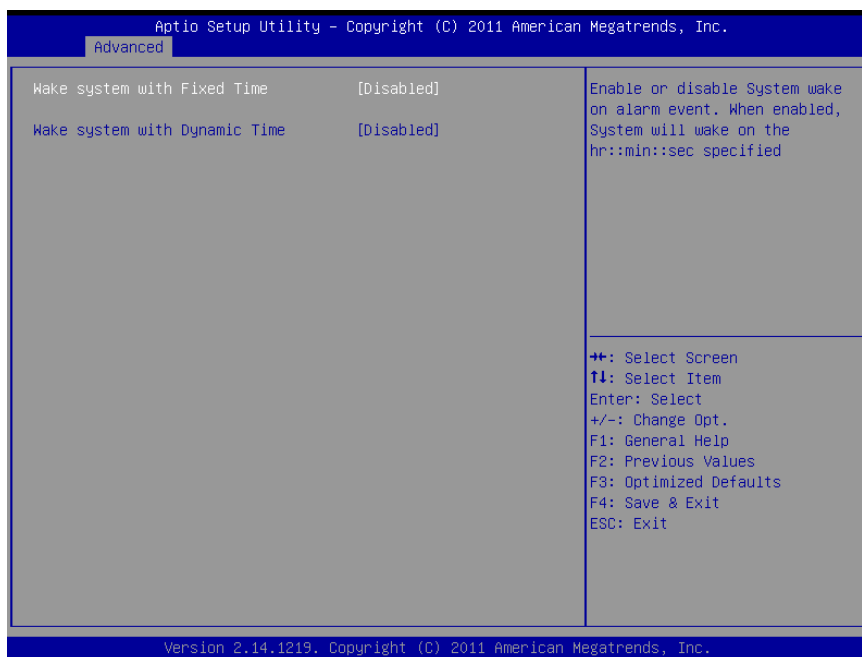 Aptio Setup Utility – Copyright (C) 2011 American Megatrends, Inc.
Advanced
Wake system with Fixed Time [Disabled]
Wake system with Dynamic Time [Disabled]
Enable or disable System wake
on alarm event. When enabled,
System will wake on the
hr::min::sec specified
→←: Select Screen
↑↓: Select Item
Enter: Select
+/-: Change Opt.
F1: General Help
F2: Previous Values
F3: Optimized Defaults
F4: Save & Exit
ESC: Exit
Version 2.14.1219. Copyright (C) 2011 American Megatrends, Inc.